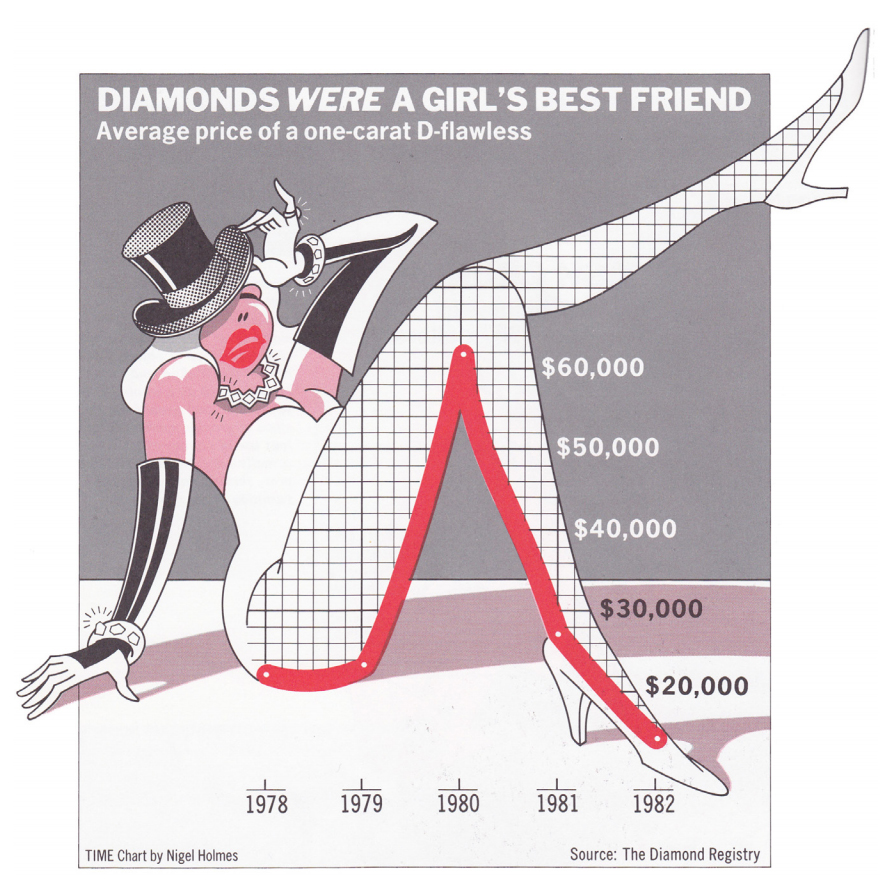 DIAMONDS WERE A GIRL'S BEST FRIEND
Average price of a one-carat D-flawless
$60,000
$50,000
$40,000
$30,000
$20,000
1978 1979 1980 1981 1982
TIME Chart by Nigel Holmes Source: The Diamond Registry